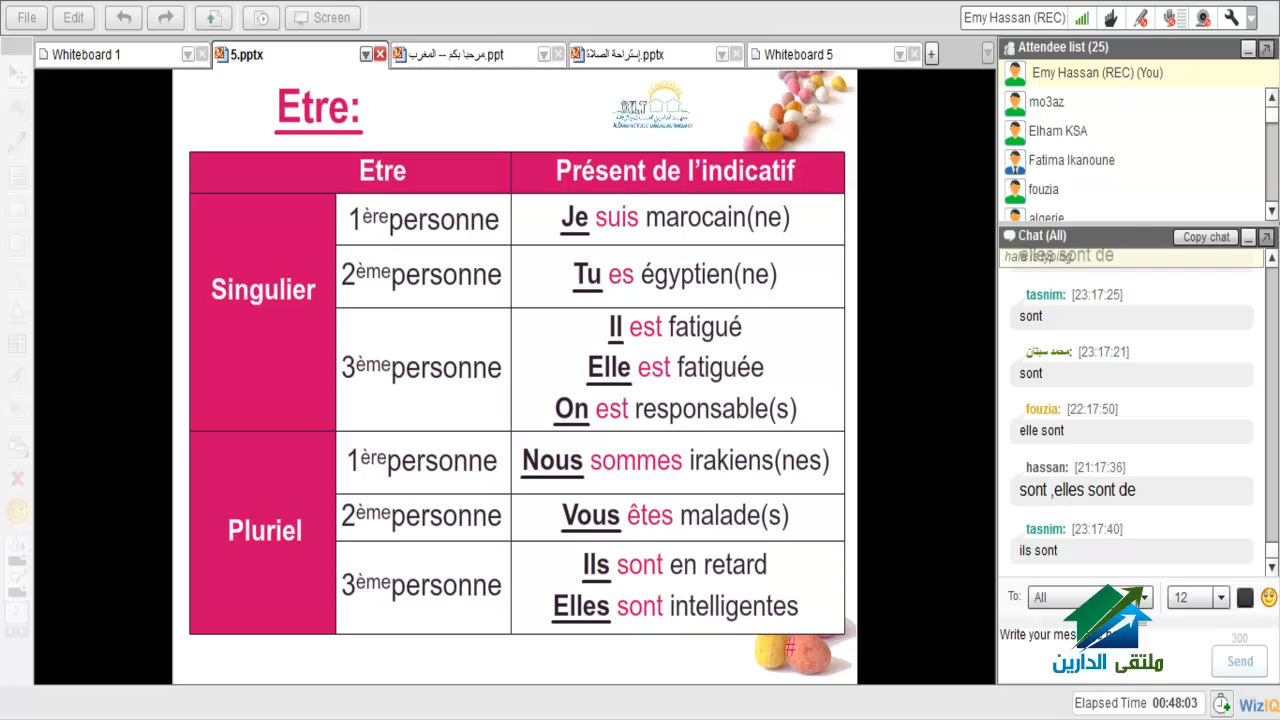 File
Edit
Screen
Emy Hassan (REC)
Whiteboard 1
5.pptx
مرحبا بكم -- المغرب.ppt
إستراحة الصلاة.pptx
Whiteboard 5
Etre:
Etre
Présent de l’indicatif
Singulier
1èrepersonne
Je suis marocain(ne)
2èmepersonne
Tu es égyptien(ne)
3èmepersonne
Il est fatigué
Elle est fatiguée
On est responsable(s)
Pluriel
1èrepersonne
Nous sommes irakiens(nes)
2èmepersonne
Vous êtes malade(s)
3èmepersonne
Ils sont en retard
Elles sont intelligentes
Attendee list (25)
Emy Hassan (REC) (You)
mo3az
Elham KSA
Fatima Ikanoune
fouzia
algerie
Chat (All)
Copy chat
elles sont de
tasnim: [23:17:25]
sont
محمد سبتان: [23:17:21]
sont
fouzia: [22:17:50]
elle sont
hassan: [21:17:36]
sont ,elles sont de
tasnim: [23:17:40]
ils sont
To:
All
12
Write your mes
300
Send
ملتقى الدارين
Elapsed Time 00:48:03
WizIQ